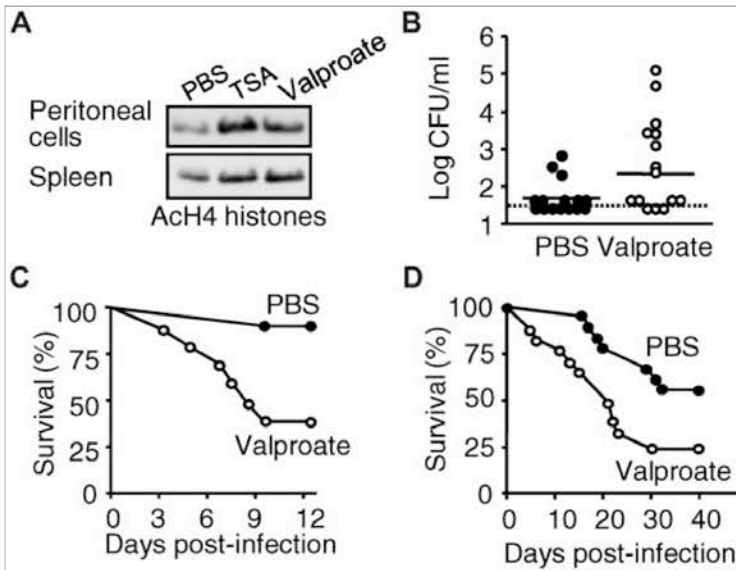 A
PBS TSA Valproate
Peritoneal
cells
Spleen
AcH4 histones
B
Log CFU/ml
6
5
4
3
2
1
PBS Valproate
C
Survival (%)
100
75
50
25
0
PBS
Valproate
0 3 6 9 12
Days post-infection
D
Survival (%)
100
75
50
25
0
PBS
Valproate
0 10 20 30 40
Days post-infection